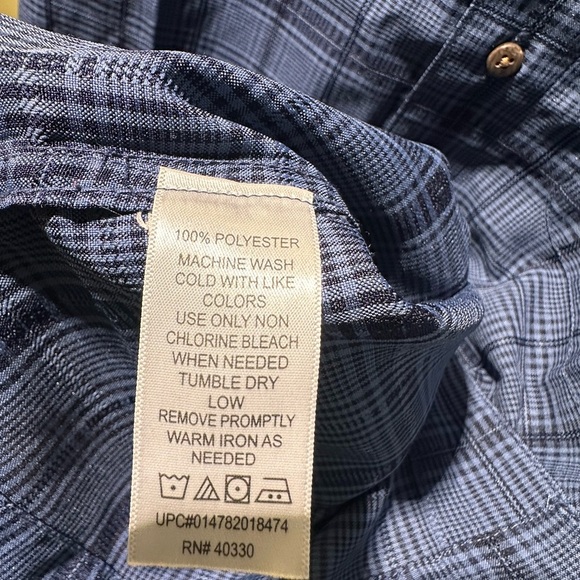 100% POLYESTER
MACHINE WASH
COLD WITH LIKE
COLORS
USE ONLY NON
CHLORINE BLEACH
WHEN NEEDED
TUMBLE DRY
LOW
REMOVE PROMPTLY
WARM IRON AS
NEEDED
UPC#014782018474
RN# 40330